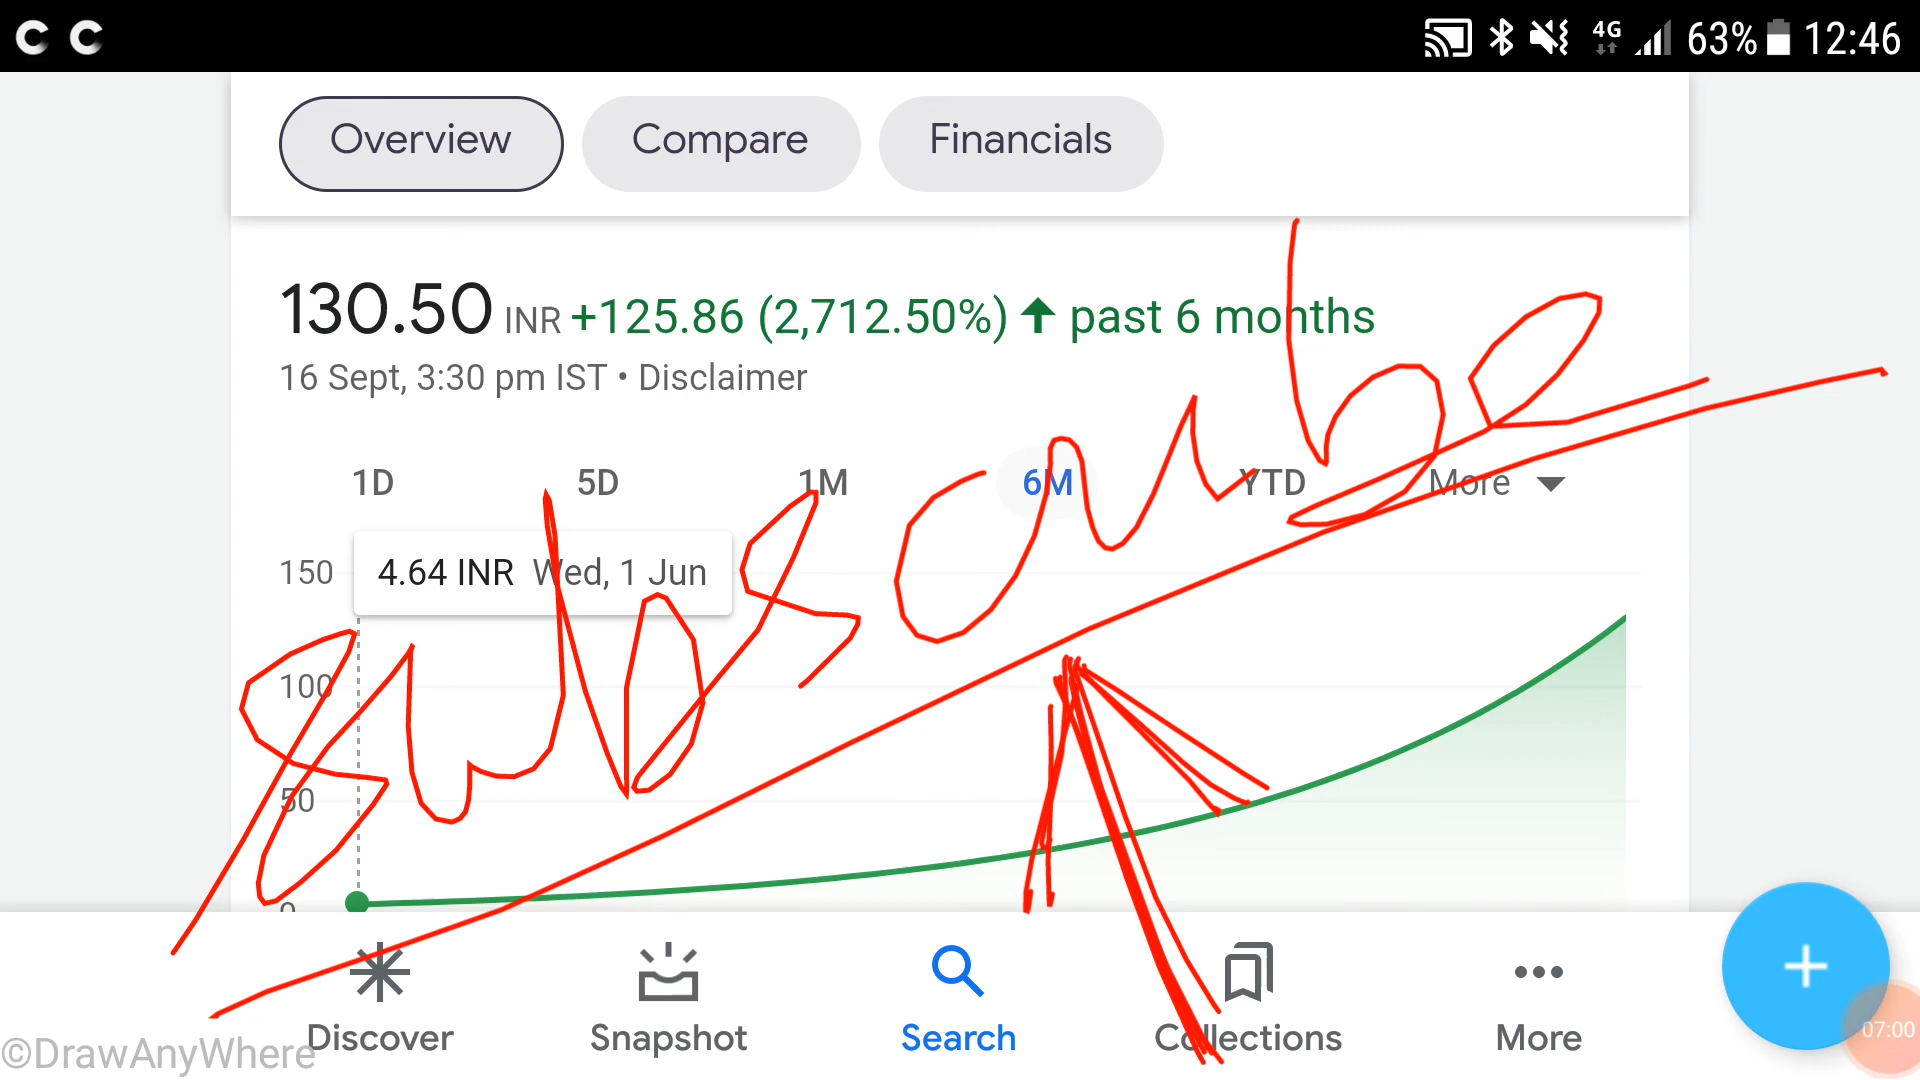 4G 63% 12:46
Overview Compare Financials
130.50 INR +125.86 (2,712.50%) past 6 months
16 Sept, 3:30 pm IST • Disclaimer
1D 5D 1M 6M YTD More
150
4.64 INR Wed, 1 Jun
100
50
0
Discover Snapshot Search Collections More
07:00
©DrawAnyWhere